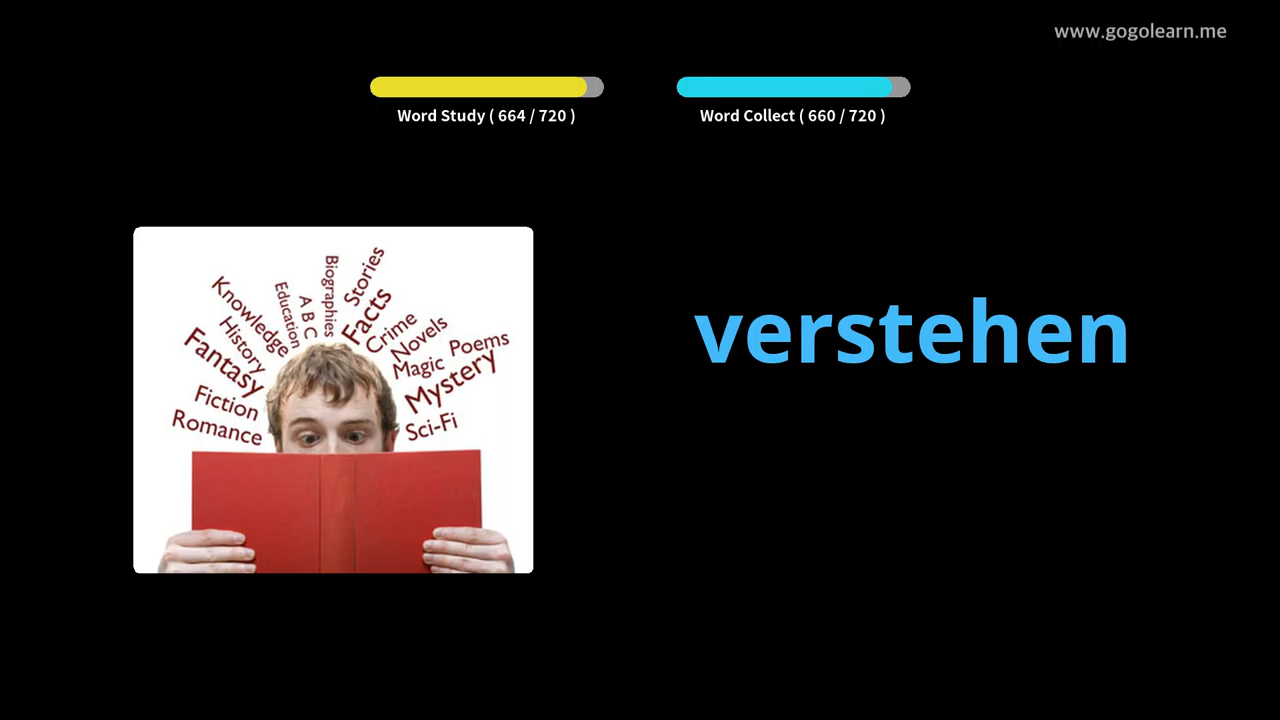 www.gogolearn.me
Word Study ( 664 / 720 )
Word Collect ( 660 / 720 )
Romance
Fiction
Fantasy
History
Knowledge
Education
A B C
Biographies
Stories
Facts
Crime
Novels
Magic
Poems
Mystery
Sci-Fi
verstehen